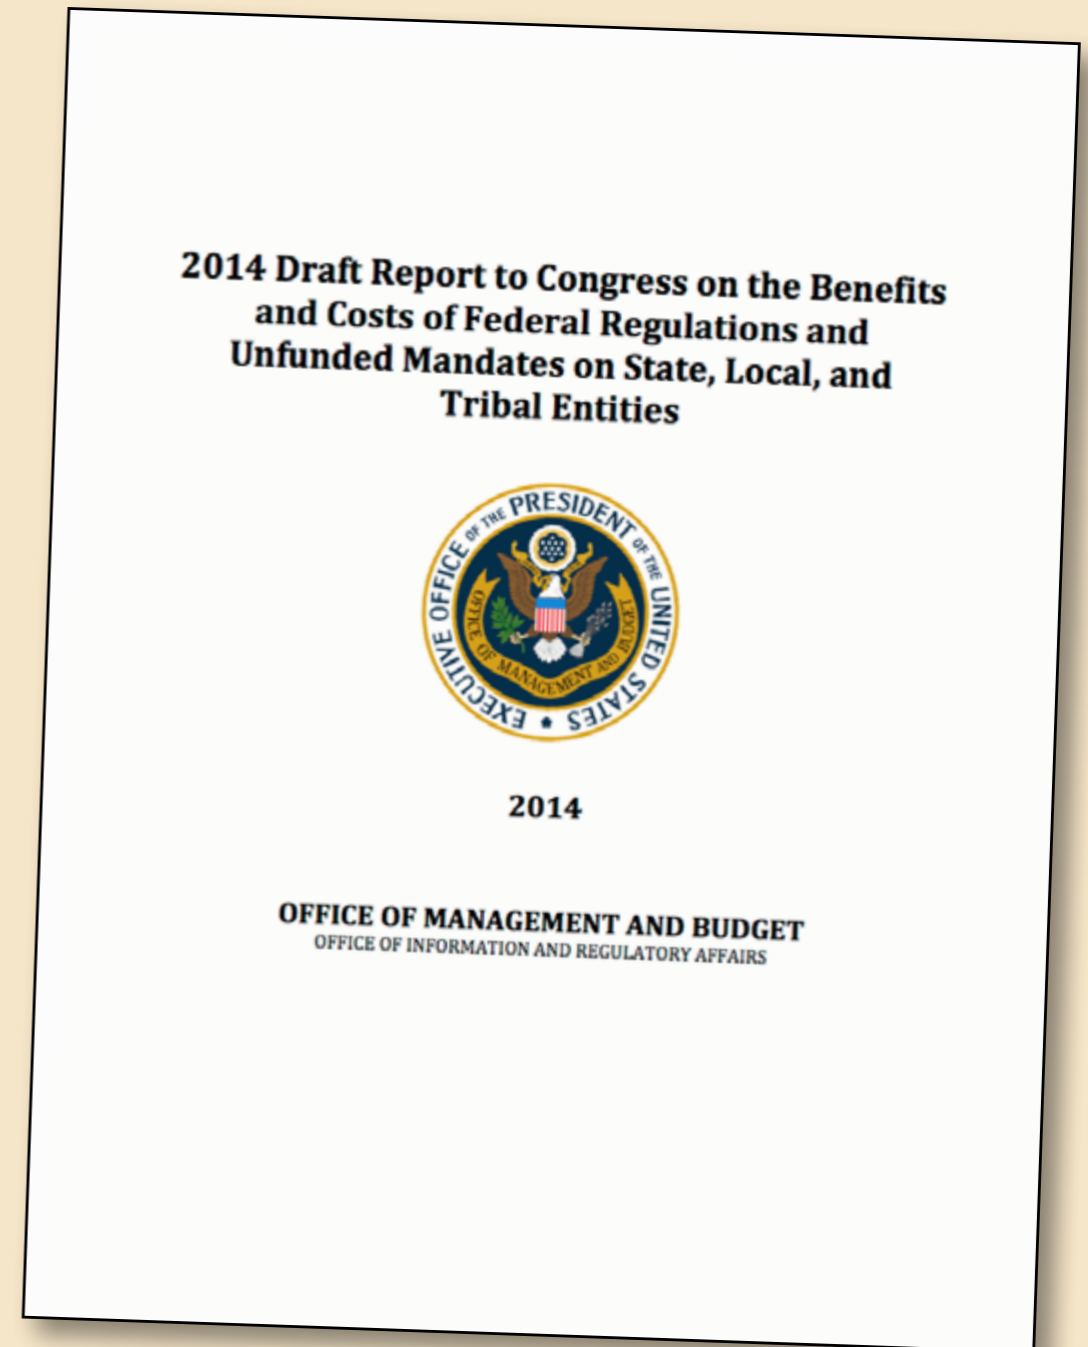 2014 Draft Report to Congress on the Benefits
and Costs of Federal Regulations and
Unfunded Mandates on State, Local, and
Tribal Entities
EXECUTIVE OFFICE OF THE PRESIDENT OF THE UNITED STATES
OFFICE OF MANAGEMENT AND BUDGET
2014
OFFICE OF MANAGEMENT AND BUDGET
OFFICE OF INFORMATION AND REGULATORY AFFAIRS